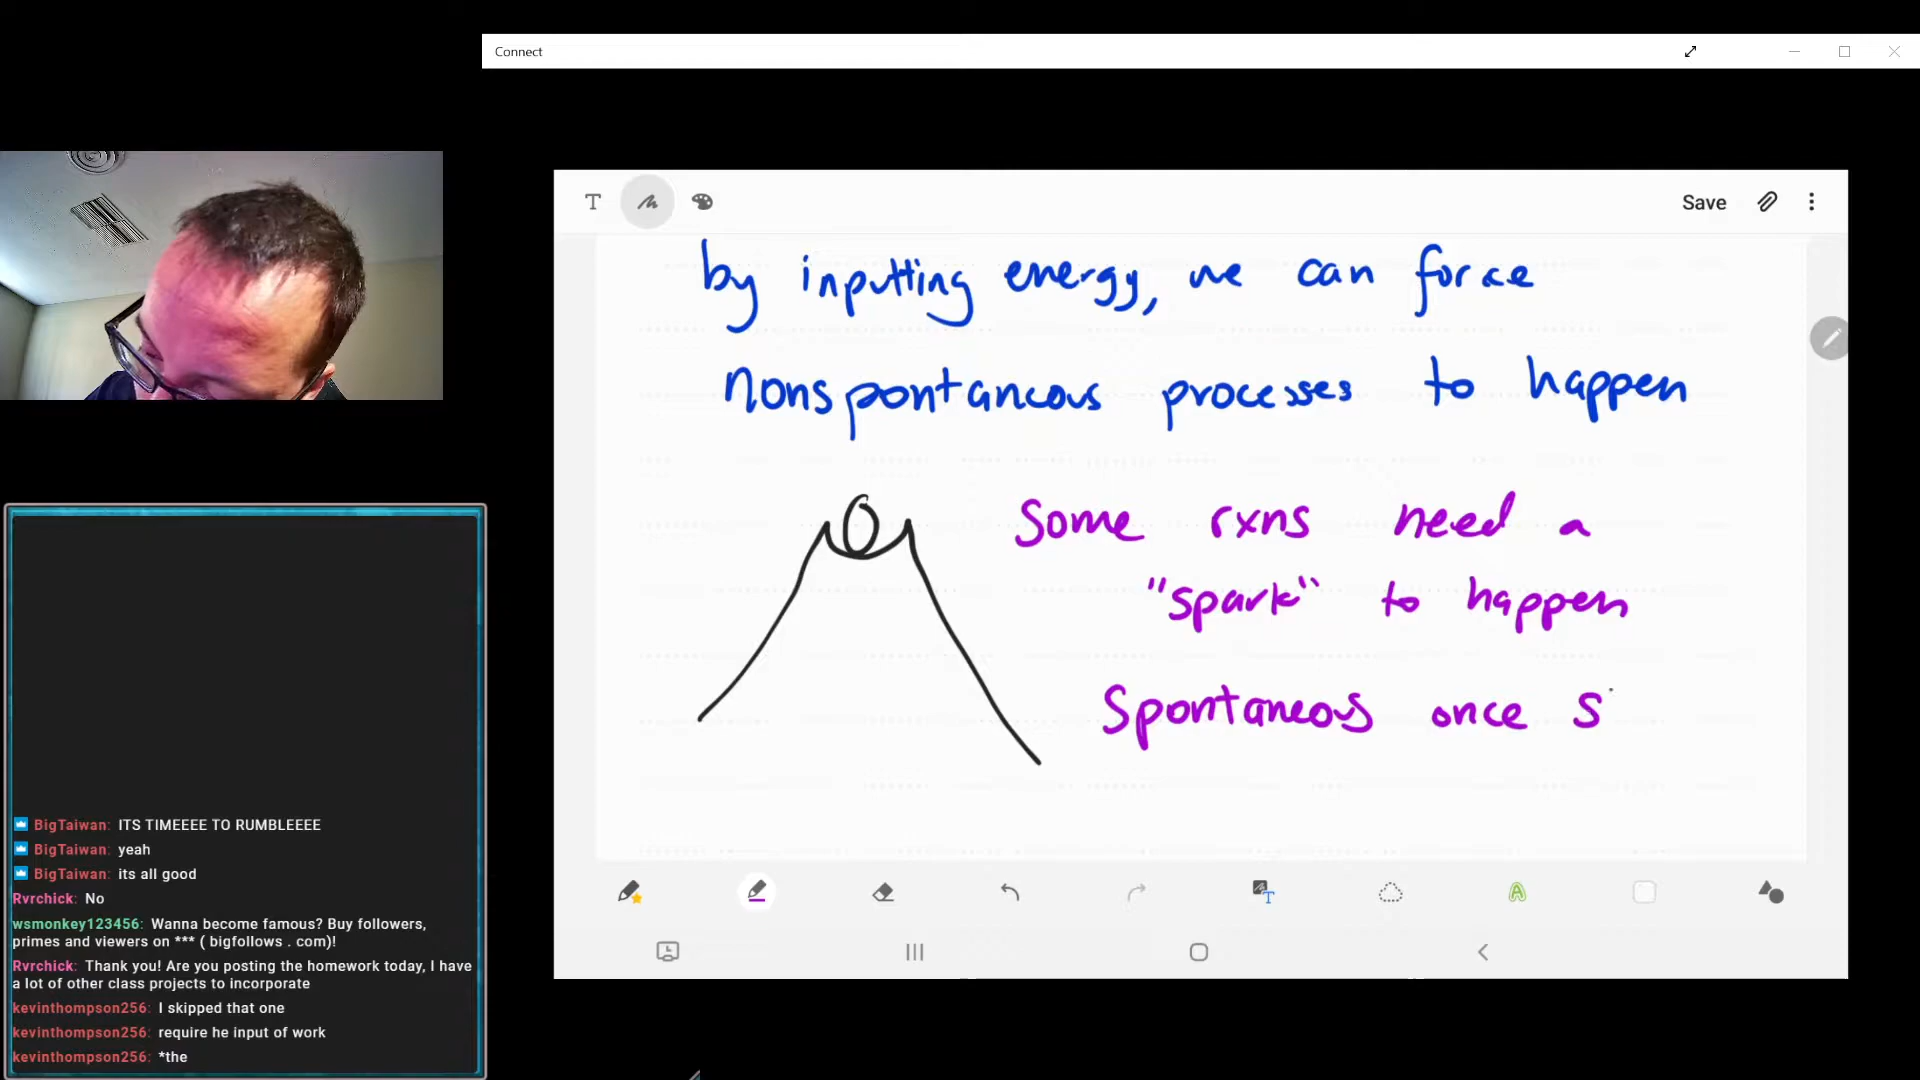 Connect
Save
by inputting energy, we can force
nonspontaneous processes to happen
Some rxns need a
"spark" to happen
Spontaneos once s
BigTaiwan: ITS TIMEEEE TO RUMBLEEEE
BigTaiwan: yeah
BigTaiwan: its all good
Rvrchick: No
wsmonkey123456: Wanna become famous? Buy followers,
primes and viewers on *** ( bigfollows . com)!
Rvrchick: Thank you! Are you posting the homework today, I have
a lot of other class projects to incorporate
kevinthompson256: I skipped that one
kevinthompson256: require he input of work
kevinthompson256: *the